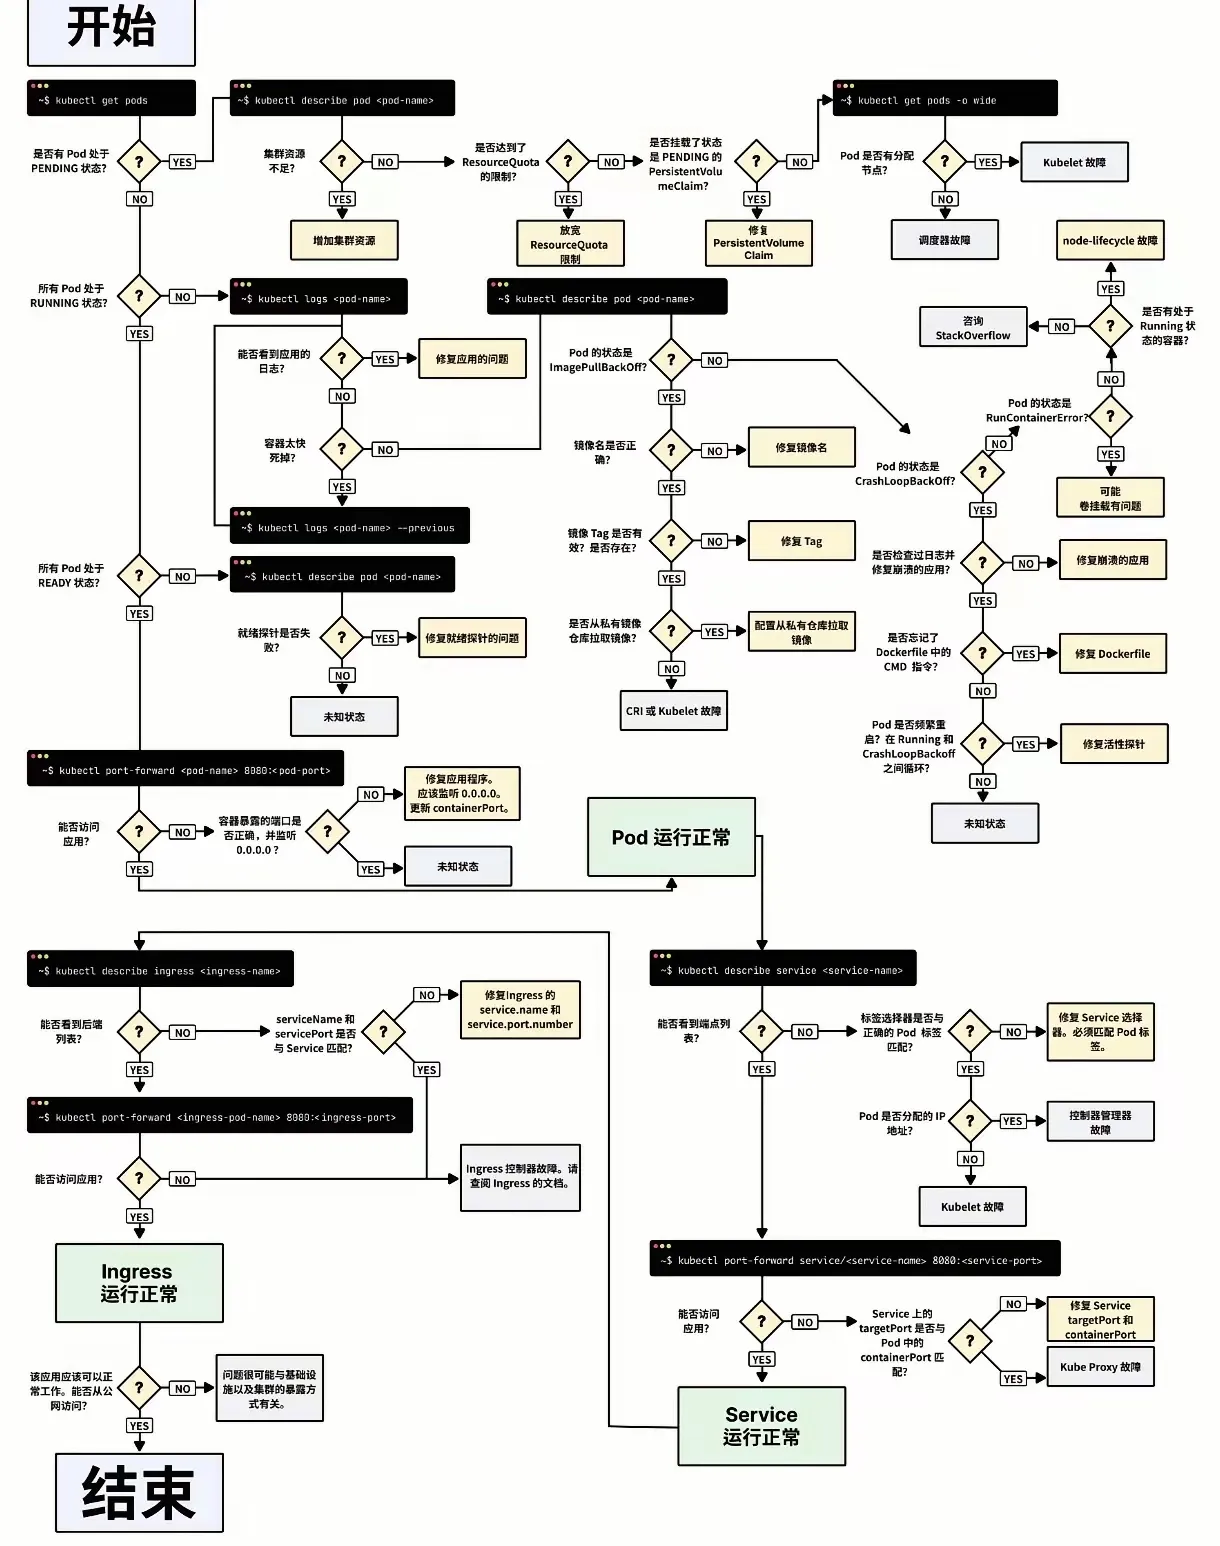 开始
~$ kubectl get pods
~$ kubectl describe pod <pod-name>
~$ kubectl get pods -o wide
是否有 Pod 处于
PENDING 状态?
?
YES
NO
集群资源
不足?
?
NO
YES
增加集群资源
是否达到了
ResourceQuota
的限制?
?
NO
YES
放宽
ResourceQuota
限制
是否挂载了状态
是 PENDING 的
PersistentVolu
meClaim?
?
NO
YES
修复
PersistentVolume
Claim
Pod 是否有分配
节点?
?
YES
Kubelet 故障
NO
调度器故障
所有 Pod 处于
RUNNING 状态?
?
NO
YES
~$ kubectl logs <pod-name>
能否看到应用的
日志?
?
YES
修复应用的问题
NO
容器太快
死掉?
?
NO
YES
~$ kubectl logs <pod-name> --previous
~$ kubectl describe pod <pod-name>
Pod 的状态是
ImagePullBackOff?
?
NO
YES
镜像名是否正
确?
?
NO
修复镜像名
YES
镜像 Tag 是否有
效? 是否存在?
?
NO
修复 Tag
YES
是否从私有镜像
仓库拉取镜像?
?
YES
配置从私有仓库拉取
镜像
NO
CRI 或 Kubelet 故障
node-lifecycle 故障
YES
是否有处于
Running 状
态的容器?
?
NO
咨询
StackOverflow
NO
Pod 的状态是
RunContainerError?
?
YES
可能
卷挂载有问题
NO
Pod 的状态是
CrashLoopBackOff?
?
YES
是否检查过日志并
修复崩溃的应用?
?
NO
修复崩溃的应用
YES
是否忘记了
Dockerfile 中的
CMD 指令?
?
YES
修复 Dockerfile
NO
Pod 是否频繁重
启? 在 Running 和
CrashLoopBackoff
之间循环?
?
YES
修复活性探针
NO
未知状态
所有 Pod 处于
READY 状态?
?
NO
YES
~$ kubectl describe pod <pod-name>
就绪探针是否失
败?
?
YES
修复就绪探针的问题
NO
未知状态
~$ kubectl port-forward <pod-name> 8080:<pod-port>
能否访问
应用?
?
NO
YES
容器暴露的端口是
否正确，并监听
0.0.0.0 ?
?
NO
修复应用程序。
应该监听 0.0.0.0。
更新 containerPort。
YES
未知状态
Pod 运行正常
~$ kubectl describe service <service-name>
能否看到端点列
表?
?
NO
YES
标签选择器是否与
正确的 Pod 标签
匹配?
?
NO
修复 Service 选择
器。必须匹配 Pod 标
签。
YES
Pod 是否分配的 IP
地址?
?
YES
控制器管理器
故障
NO
Kubelet 故障
~$ kubectl port-forward service/<service-name> 8080:<service-port>
能否访问
应用?
?
NO
YES
Service 上的
targetPort 是否与
Pod 中的
containerPort 匹
配?
?
NO
修复 Service
targetPort 和
containerPort
YES
Kube Proxy 故障
Service
运行正常
~$ kubectl describe ingress <ingress-name>
能否看到后端
列表?
?
NO
YES
serviceName 和
servicePort 是否
与 Service 匹配?
?
NO
修复Ingress 的
service.name 和
service.port.number
YES
~$ kubectl port-forward <ingress-pod-name> 8080:<ingress-port>
能否访问应用?
?
NO
Ingress 控制器故障。请
查阅 Ingress 的文档。
YES
Ingress
运行正常
该应用应该可以正
常工作。能否从公
网访问?
?
NO
问题很可能与基础设
施以及集群的暴露方
式有关。
YES
结束